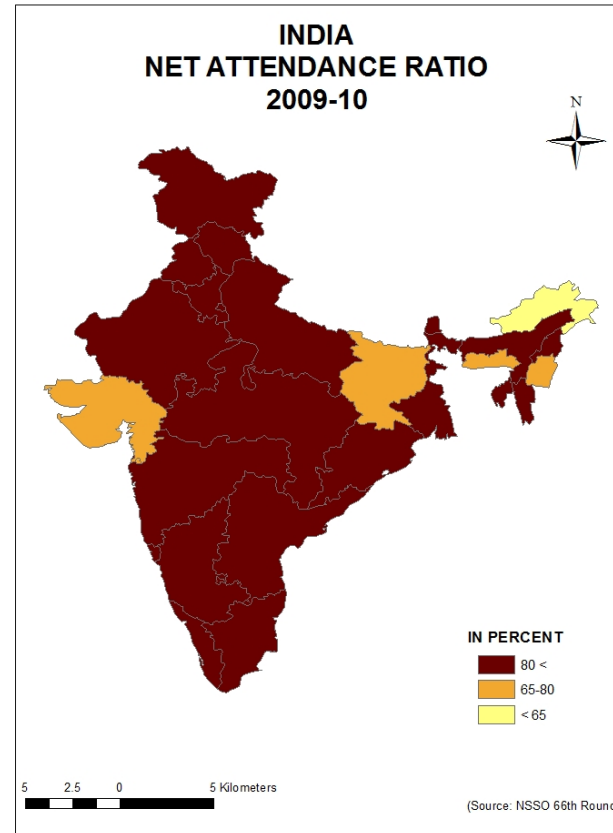 INDIA
NET ATTENDANCE RATIO
2009-10
N
IN PERCENT
80 <
65-80
< 65
5 2.5 0 5 Kilometers
(Source: NSSO 66th Round